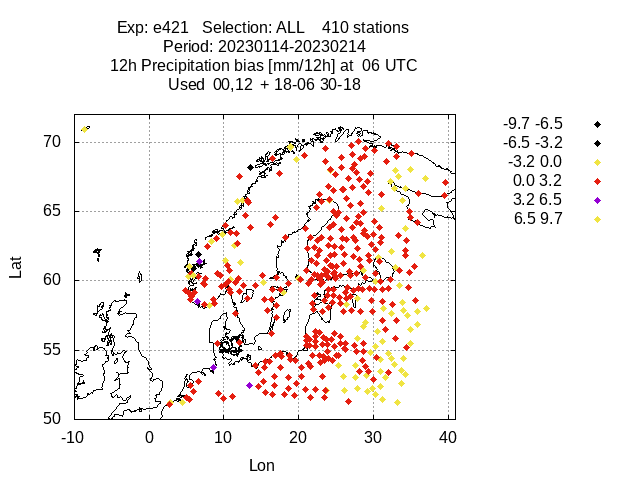 Exp: e421 Selection: ALL 410 stations
Period: 20230114-20230214
12h Precipitation bias [mm/12h] at 06 UTC
Used 00,12 + 18-06 30-18
-9.7 -6.5
-6.5 -3.2
-3.2 0.0
0.0 3.2
3.2 6.5
6.5 9.7
70
65
60
55
50
Lat
-10 0 10 20 30 40
Lon